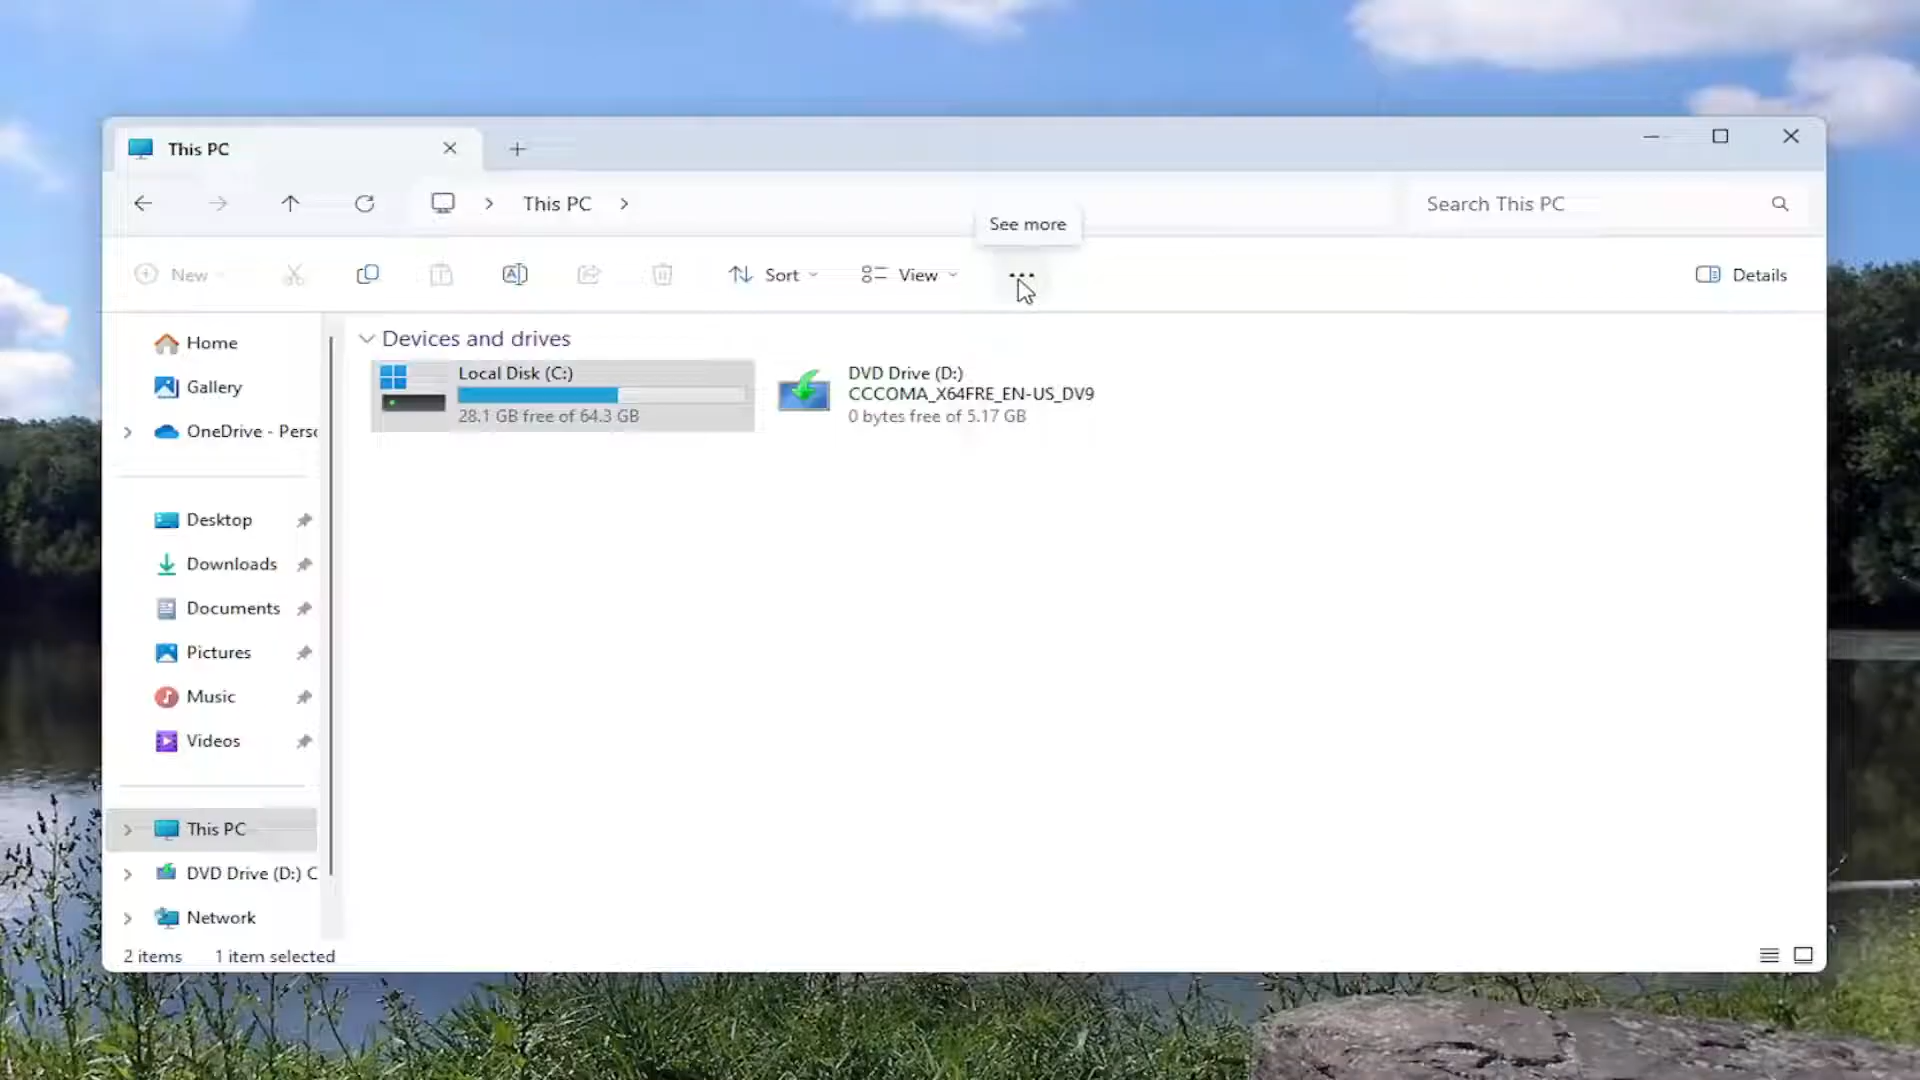 This PC
This PC
Search This PC
See more
New
Sort
View
Details
Home
Gallery
OneDrive - Perso
Desktop
Downloads
Documents
Pictures
Music
Videos
This PC
DVD Drive (D:) C
Network
Devices and drives
Local Disk (C:)
28.1 GB free of 64.3 GB
DVD Drive (D:)
CCCOMA_X64FRE_EN-US_DV9
0 bytes free of 5.17 GB
2 items
1 item selected